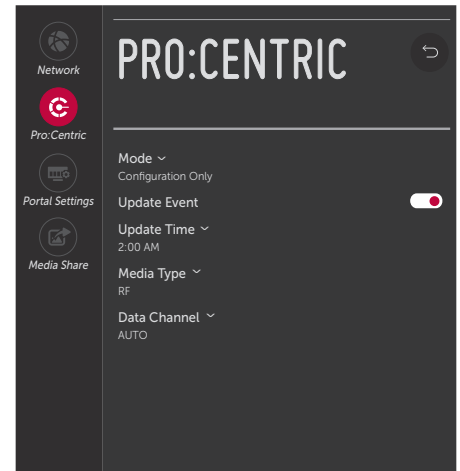 PRO:CENTRIC
Network
Pro:Centric
Portal Settings
Media Share
Mode
Configuration Only
Update Event
Update Time
2:00 AM
Media Type
RF
Data Channel
AUTO